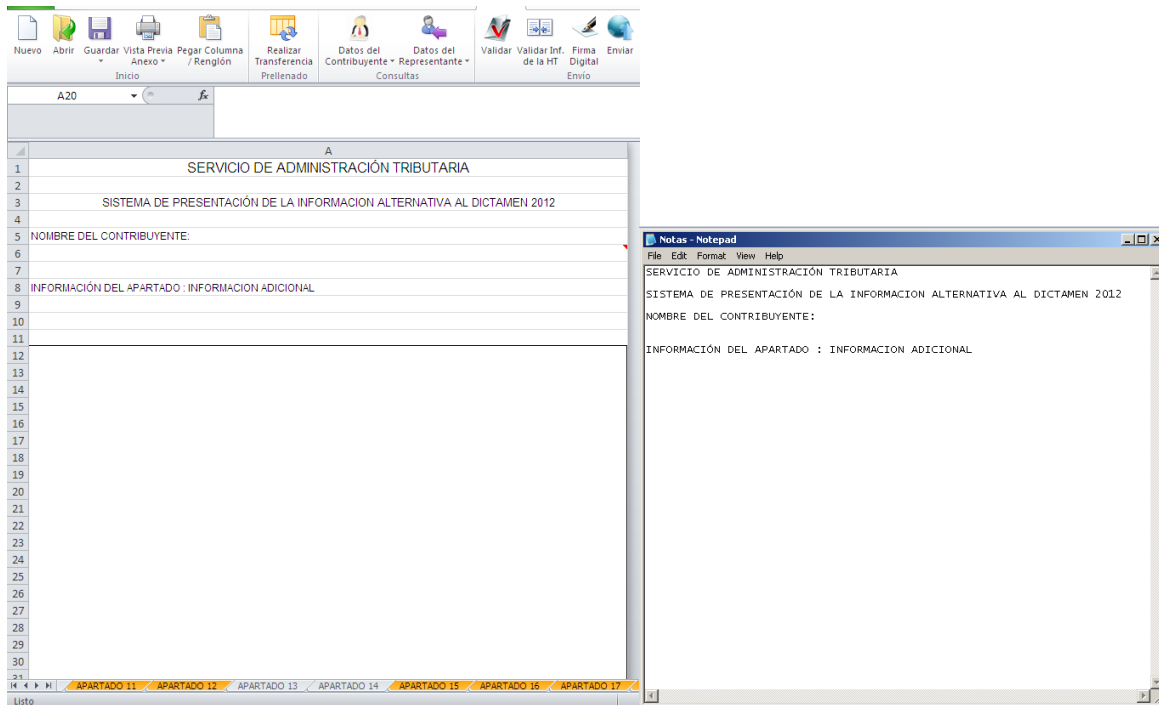 Nuevo Abrir Guardar Vista Previa Anexo Pegar Columna / Renglón Realizar Transferencia Datos del Contribuyente Datos del Representante Validar Validar Inf. de la HT Firma Digital Enviar
Inicio Prellenado Consultas Envío
A20 fx
A
1 SERVICIO DE ADMINISTRACIÓN TRIBUTARIA
2
3 SISTEMA DE PRESENTACIÓN DE LA INFORMACION ALTERNATIVA AL DICTAMEN 2012
4
5 NOMBRE DEL CONTRIBUYENTE:
6
7
8 INFORMACIÓN DEL APARTADO : INFORMACION ADICIONAL
9
10
11
12
13
14
15
16
17
18
19
20
21
22
23
24
25
26
27
28
29
30
31
APARTADO 11 APARTADO 12 APARTADO 13 APARTADO 14 APARTADO 15 APARTADO 16 APARTADO 17
Listo
Notas - Notepad
File Edit Format View Help
SERVICIO DE ADMINISTRACIÓN TRIBUTARIA
SISTEMA DE PRESENTACIÓN DE LA INFORMACION ALTERNATIVA AL DICTAMEN 2012
NOMBRE DEL CONTRIBUYENTE:
INFORMACIÓN DEL APARTADO : INFORMACION ADICIONAL